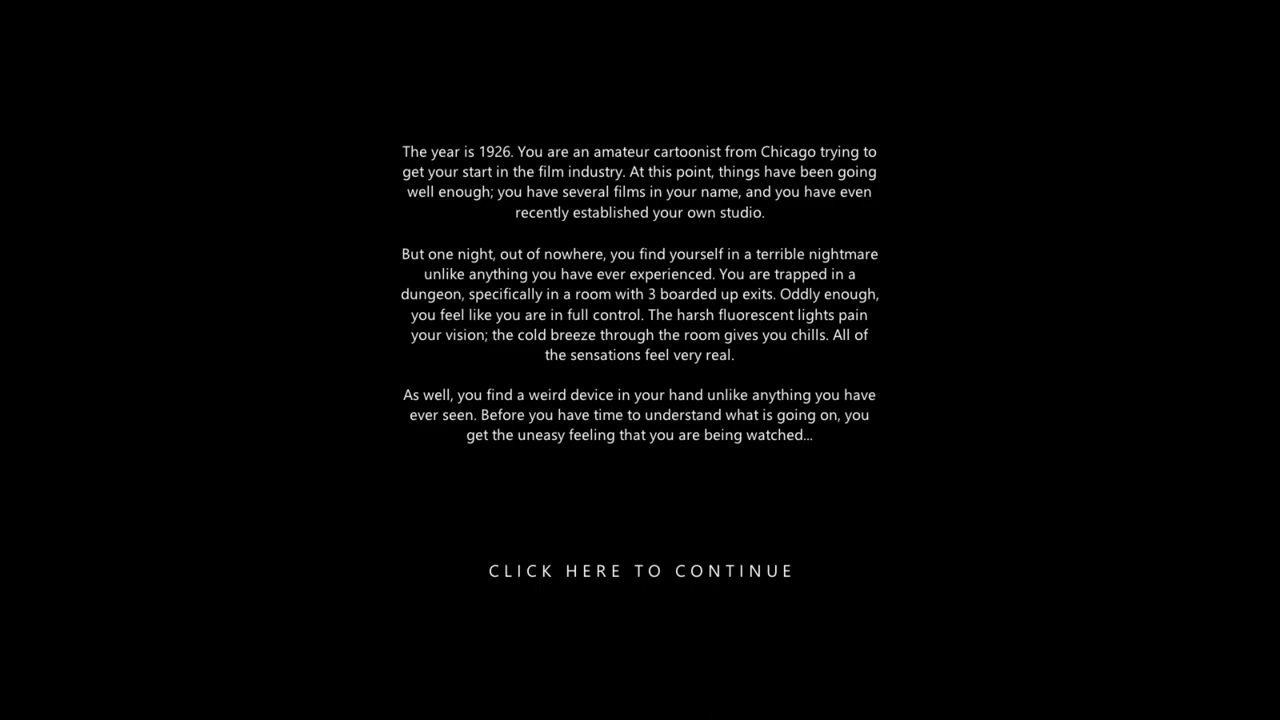 The year is 1926. You are an amateur cartoonist from Chicago trying to
get your start in the film industry. At this point, things have been going
well enough; you have several films in your name, and you have even
recently established your own studio.
But one night, out of nowhere, you find yourself in a terrible nightmare
unlike anything you have ever experienced. You are trapped in a
dungeon, specifically in a room with 3 boarded up exits. Oddly enough,
you feel like you are in full control. The harsh fluorescent lights pain
your vision; the cold breeze through the room gives you chills. All of
the sensations feel very real.
As well, you find a weird device in your hand unlike anything you have
ever seen. Before you have time to understand what is going on, you
get the uneasy feeling that you are being watched...
CLICK HERE TO CONTINUE